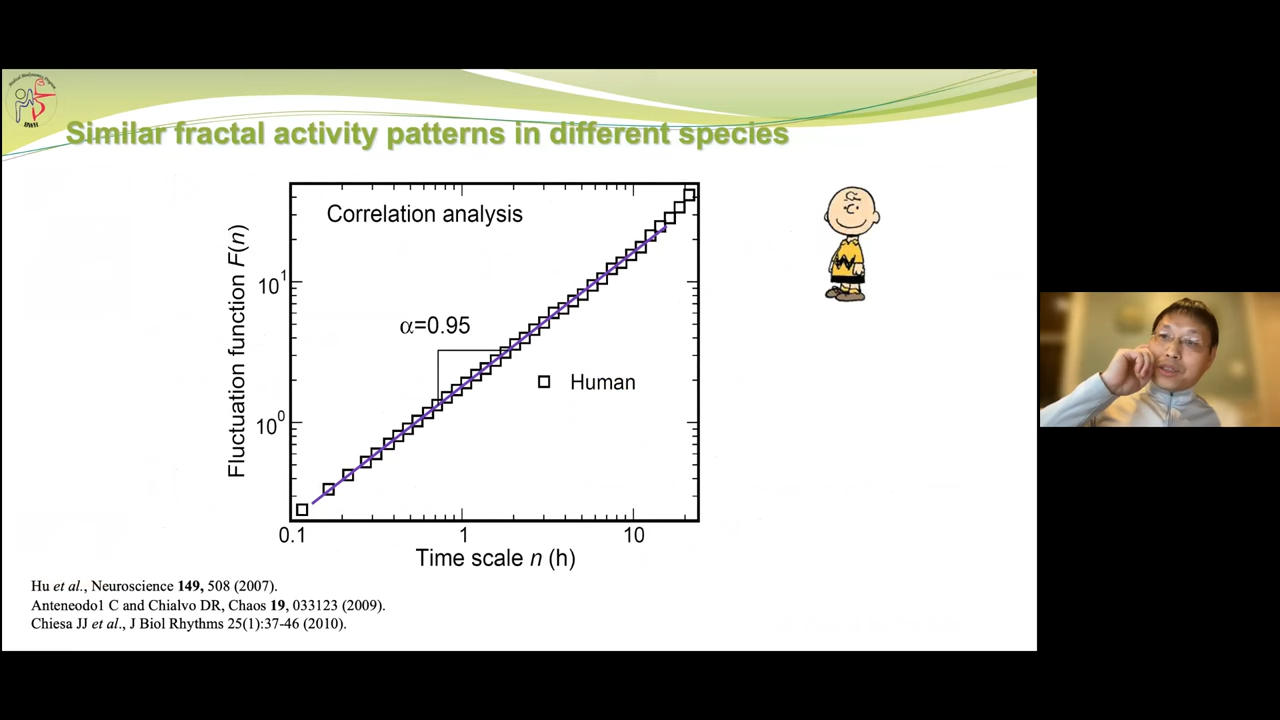 Similar fractal activity patterns in different species
Correlation analysis
Fluctuation function F(n)
10¹
10⁰
α=0.95
Human
0.1
1
10
Time scale n (h)
Hu et al., Neuroscience 149, 508 (2007).
Anteneodo1 C and Chialvo DR, Chaos 19, 033123 (2009).
Chiesa JJ et al., J Biol Rhythms 25(1):37-46 (2010).
BWH